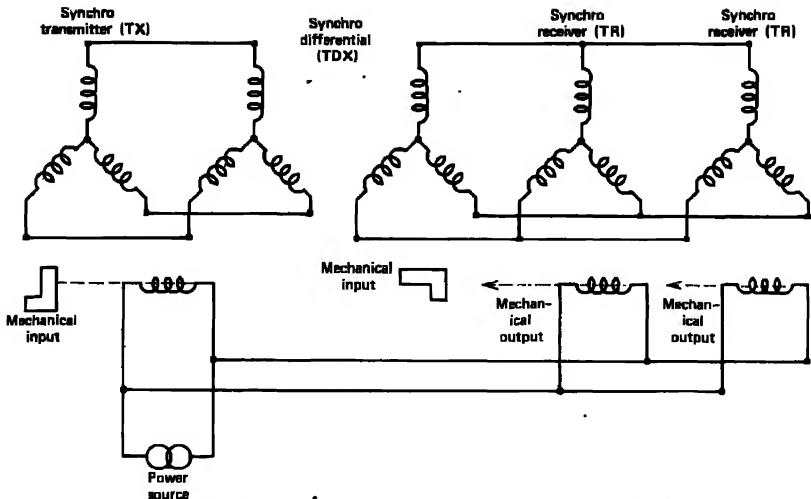 Synchro
transmitter (TX)
Synchro
differential
(TDX)
Synchro
receiver (TR)
Synchro
receiver (TR)
Mechanical
input
Mechanical
input
Mechan-
ical
output
Mechan-
ical
output
Power
source